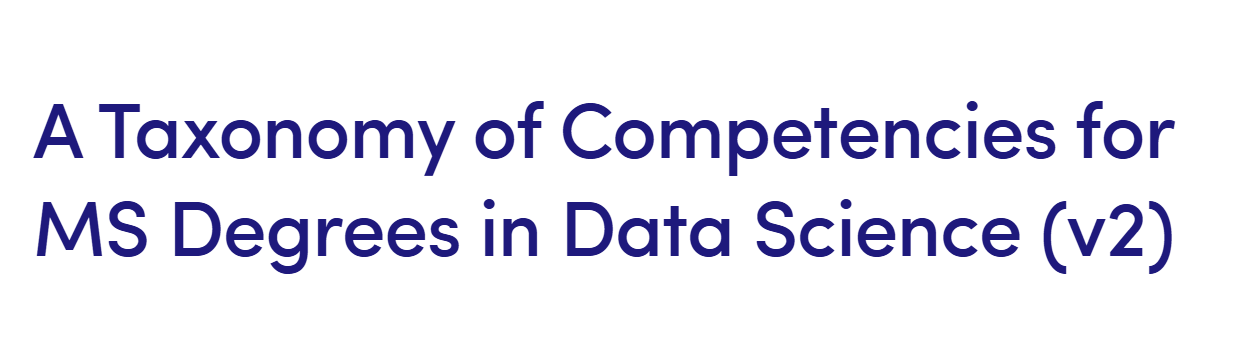 A Taxonomy of Competencies for
MS Degrees in Data Science (v2)